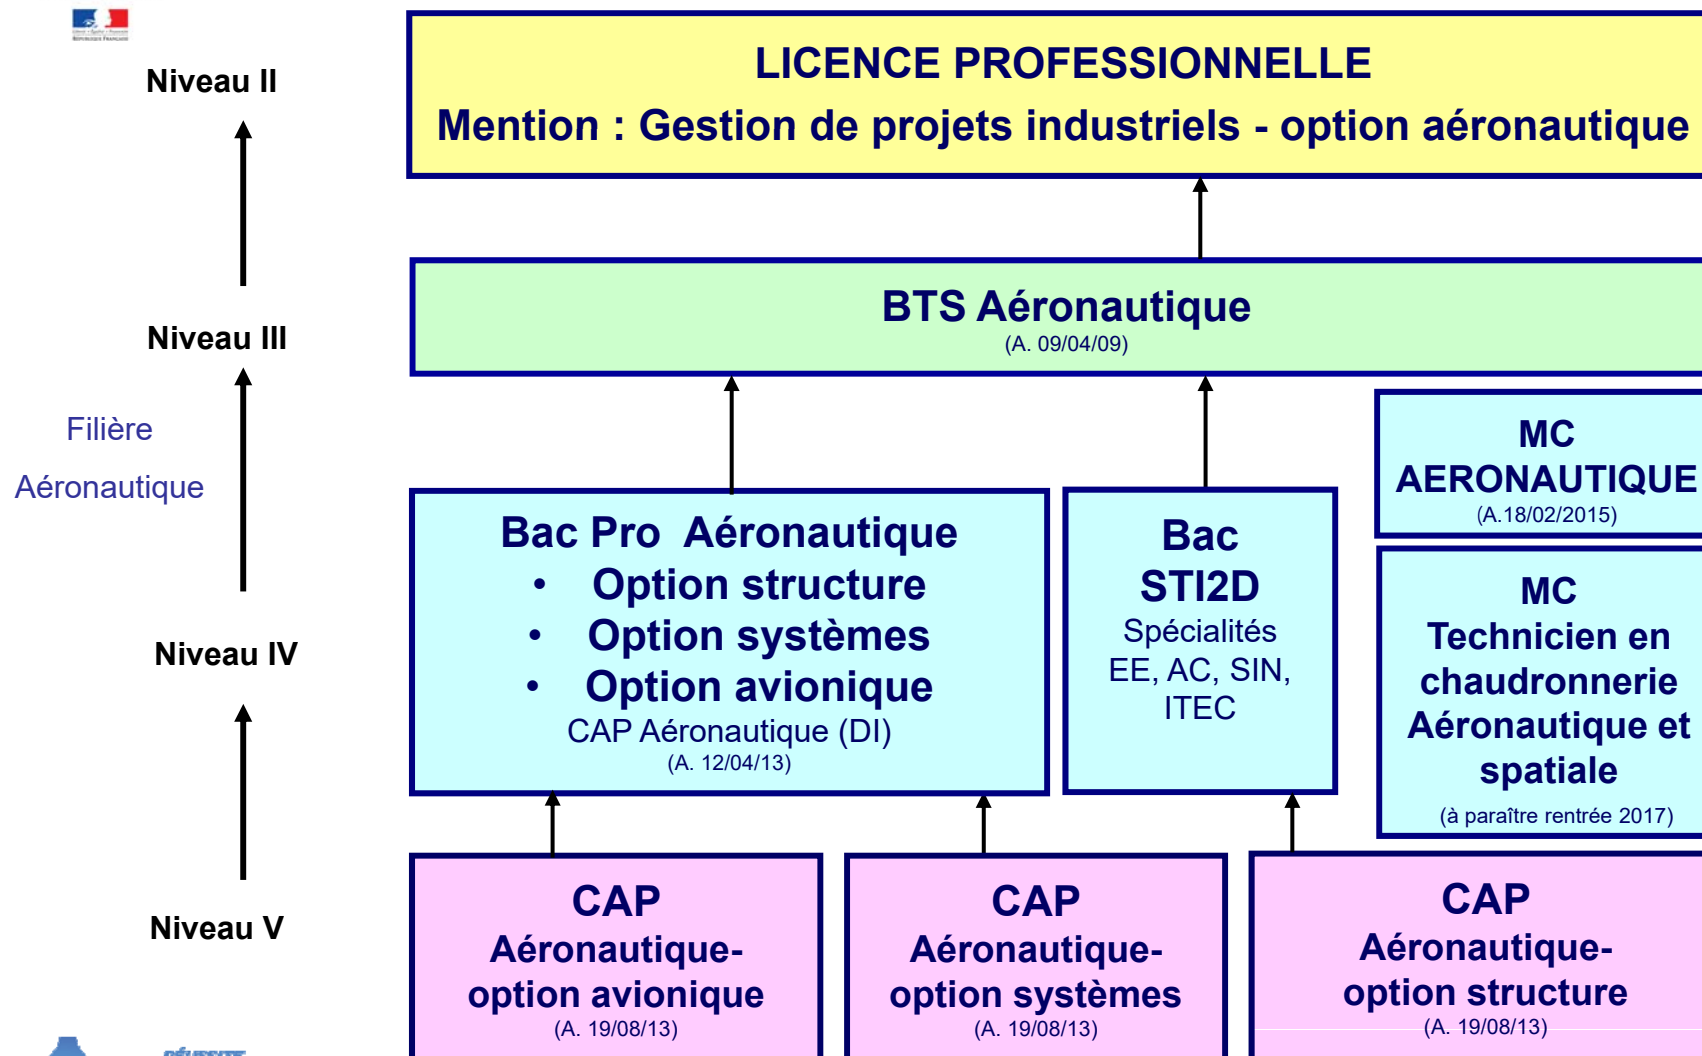 RÉPUBLIQUE FRANÇAISE
LICENCE PROFESSIONNELLE
Mention : Gestion de projets industriels - option aéronautique
Niveau II
BTS Aéronautique
(A. 09/04/09)
Niveau III
Filière
Aéronautique
MC
AERONAUTIQUE
(A.18/02/2015)
Bac Pro Aéronautique
• Option structure
• Option systèmes
• Option avionique
CAP Aéronautique (DI)
(A. 12/04/13)
Bac
STI2D
Spécialités
EE, AC, SIN,
ITEC
MC
Technicien en
chaudronnerie
Aéronautique et
spatiale
(à paraître rentrée 2017)
Niveau IV
Niveau V
CAP
Aéronautique-
option avionique
(A. 19/08/13)
CAP
Aéronautique-
option systèmes
(A. 19/08/13)
CAP
Aéronautique-
option structure
(A. 19/08/13)